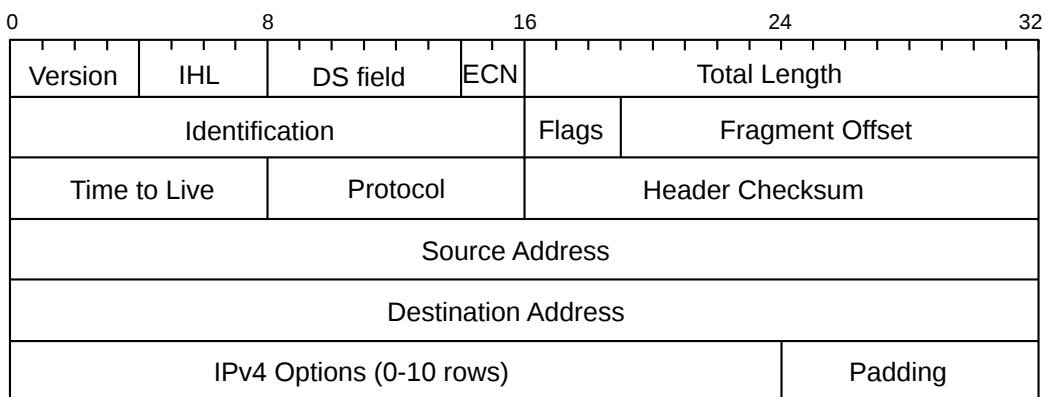 0 8 16 24 32
Version IHL DS field ECN Total Length
Identification Flags Fragment Offset
Time to Live Protocol Header Checksum
Source Address
Destination Address
IPv4 Options (0-10 rows) Padding